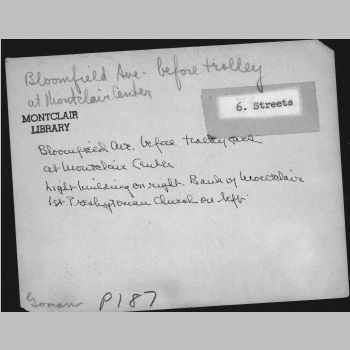 Bloomfield Ave. before trolley
at Montclair Center
MONTCLAIR
LIBRARY
6. Streets
Bloomfield Ave. before trolley
at Montclair Center
Light building on right. Bank of Montclair
1st Presbyterian Church on left
P187